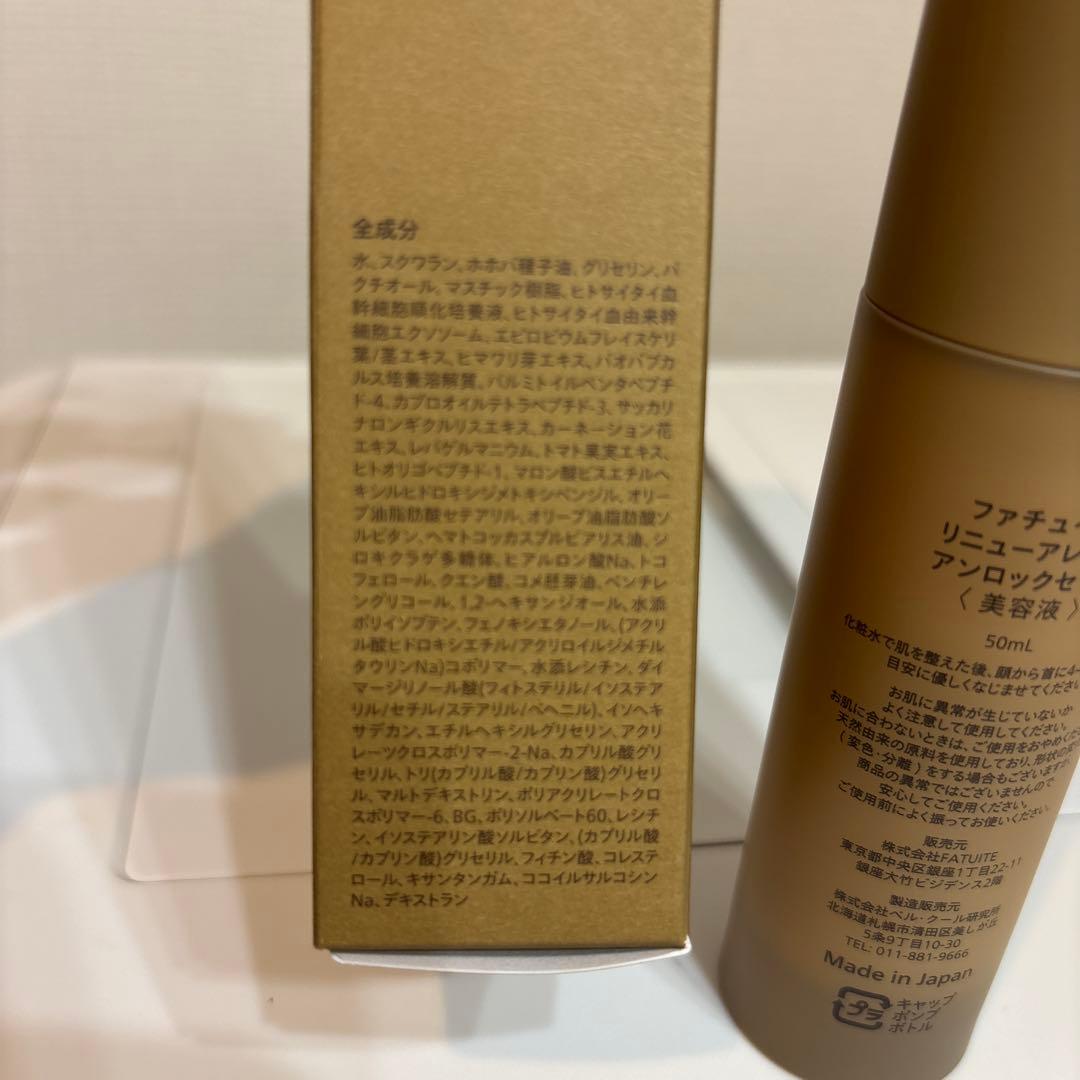 全成分
水、スクワラン、ホホバ種子油、グリセリン、バ
クチオール、マスチック樹脂、ヒトサイタイ血
幹細胞順化培養液、ヒトサイタイ血由来幹
細胞エクソソーム、エピロビウムフレイスケリ
葉/茎エキス、ヒマワリ芽エキス、バオバブカ
ルス培養溶解質、パルミトイルペンタペプチ
ド-4、カプロオイルテトラペプチド-3、サッカリ
ナロンギクルリスエキス、カーネーション花
エキス、レパゲルマニウム、トマト果実エキス、
ヒトオリゴペプチド-1、マロン酸ビスエチルヘ
キシルヒドロキシジメトキシベンジル、オリー
ブ油脂肪酸セテアリル、オリーブ油脂肪酸ソ
ルビタン、ヘマトコッカスプルビアリス油、シ
ロキクラゲ多糖体、ヒアルロン酸Na、トコ
フェロール、クエン酸、コメ胚芽油、ペンチレ
ングリコール、1,2-ヘキサンジオール、水添
ポリイソブテン、フェノキシエタノール、(アクリ
ル酸ヒドロキシエチル/アクリロイルジメチル
タウリンNa)コポリマー、水添レシチン、ダイ
マージリノール酸(フィトステリル/イソステア
リル/セチル/ステアリル/ベヘニル)、イソヘキ
サデカン、エチルヘキシルグリセリン、アクリ
レーツクロスポリマー-2-Na、カプリル酸グリ
セリル、トリ(カプリル酸/カプリン酸)グリセリ
ル、マルトデキストリン、ポリアクリレートクロ
スポリマー-6、BG、ポリソルベート60、レシチ
ン、イソステアリン酸ソルビタン、(カプリル酸
/カプリン酸)グリセリル、フィチン酸、コレステ
ロール、キサンタンガム、ココイルサルコシン
Na、デキストラン
ファチュイ
リニューアレ
アンロックセ
〈 美容液 〉
50mL
化粧水で肌を整えた後、顔から首に4~
目安に優しくなじませてください
お肌に異常が生じていないか
よく注意して使用してください。
お肌に合わないときは、ご使用をおやめくだ
天然由来の原料を使用しており、形状の変
(変色・分離)をする場合もございますが
商品の異常ではございませんので
安心してご使用ください。
ご使用前によく振ってお使いください。
販売元
株式会社FATUITE
東京都中央区銀座1丁目22-11
銀座大竹ビジデンス2階
製造販売元
株式会社ベル・クール研究所
北海道札幌市清田区美しが丘
5条9丁目10-30
TEL: 011-881-9666
Made in Japan
プラ
キャップ
ポンプ
ボトル